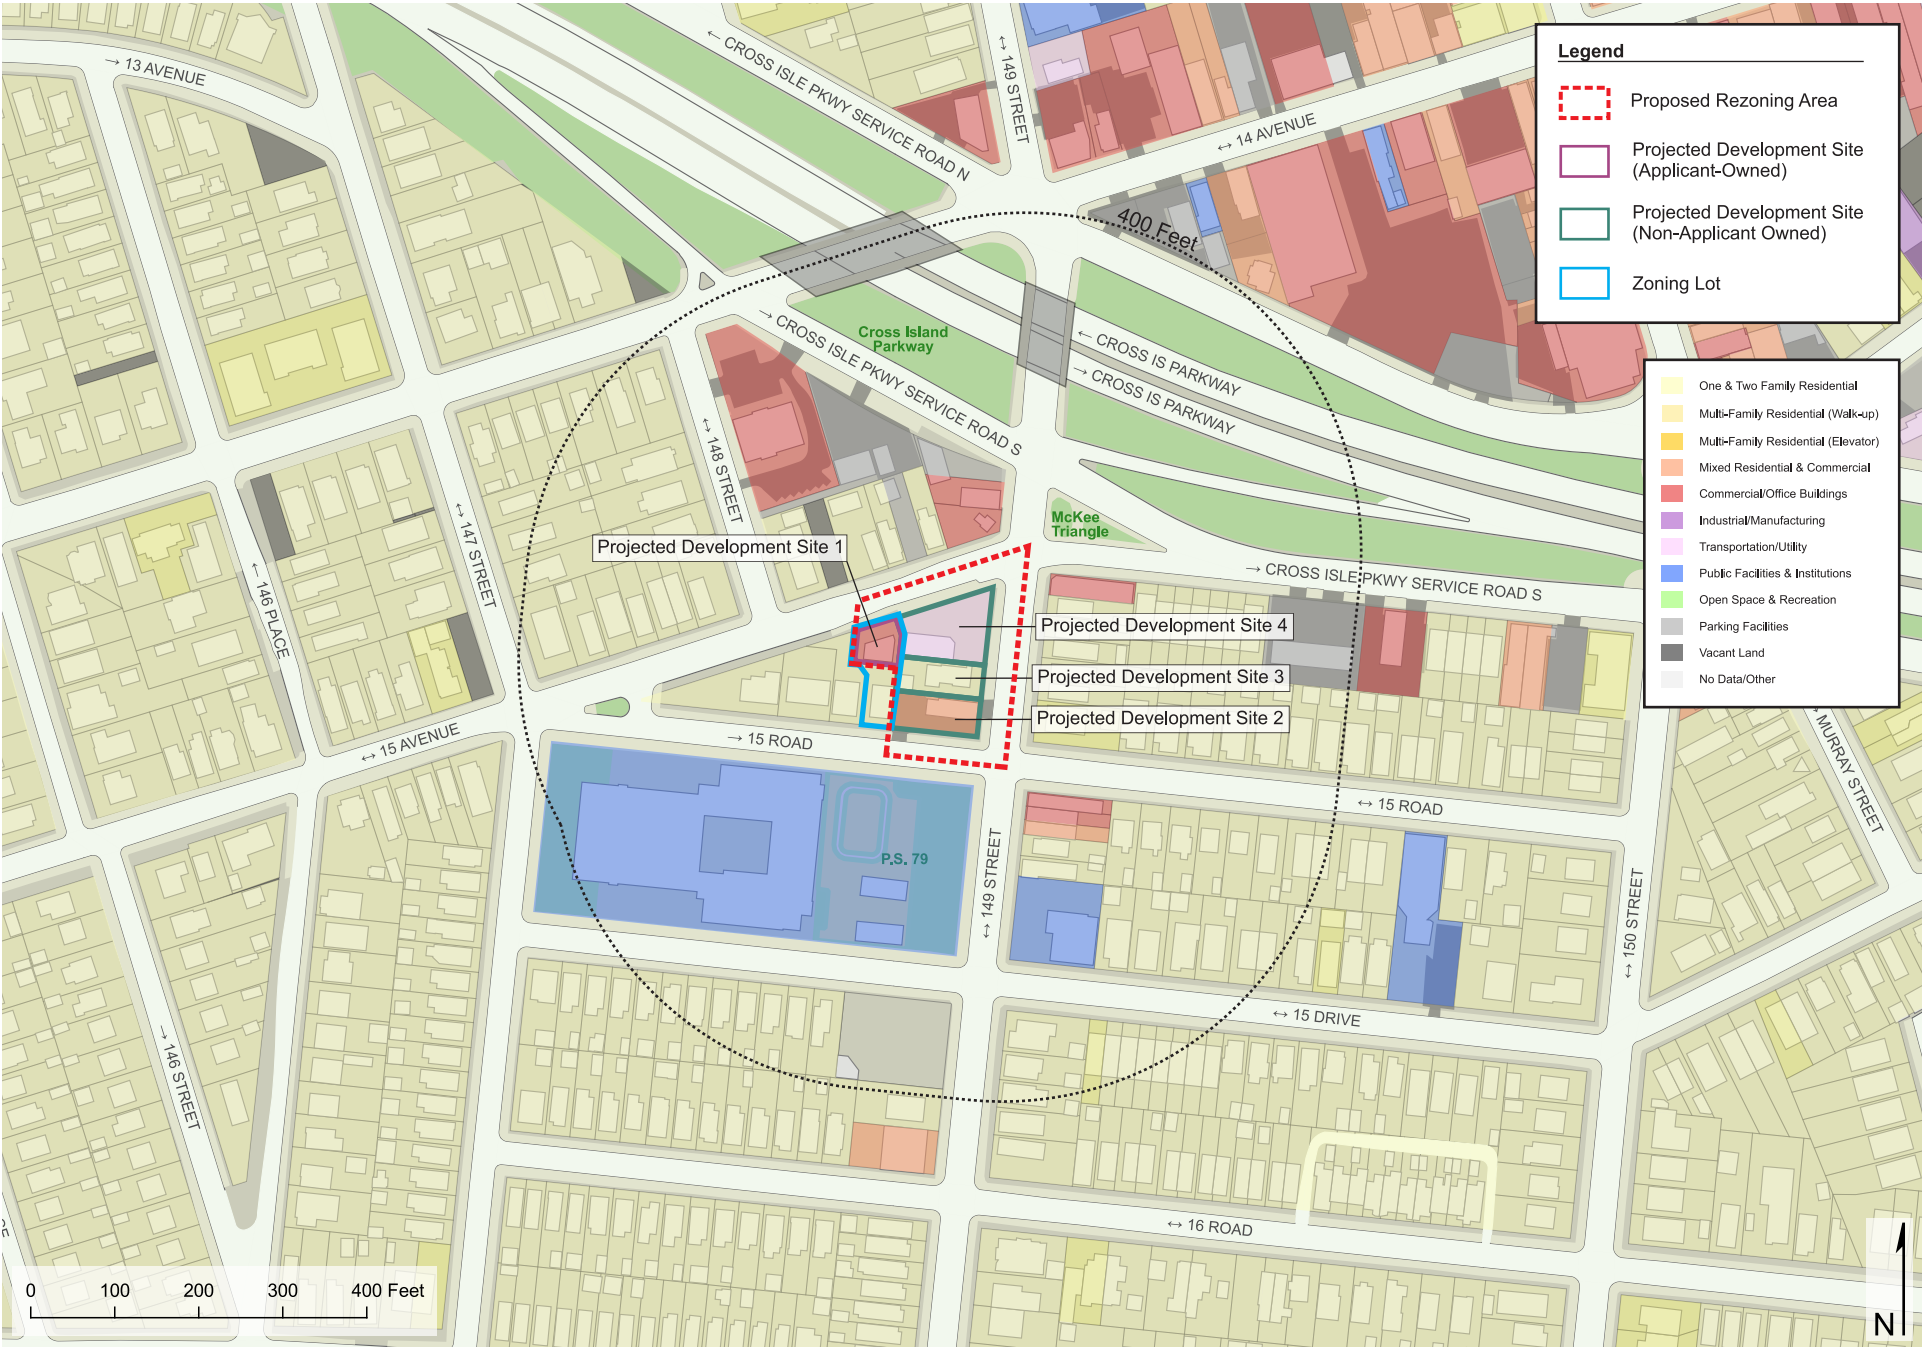 → 13 AVENUE
← CROSS ISLE PKWY SERVICE ROAD N
↔ 149 STREET
↔ 14 AVENUE
400 Feet
→ CROSS ISLE PKWY SERVICE ROAD S
Cross Island
Parkway
← CROSS IS PARKWAY
→ CROSS IS PARKWAY
↔ 148 STREET
↔ 147 STREET
← 146 PLACE
McKee
Triangle
Projected Development Site 1
→ CROSS ISLE PKWY SERVICE ROAD S
Projected Development Site 4
Projected Development Site 3
Projected Development Site 2
↔ 15 AVENUE
→ 15 ROAD
↔ 15 ROAD
→ MURRAY STREET
P.S. 79
↔ 149 STREET
↔ 150 STREET
↔ 15 DRIVE
→ 146 STREET
↔ 16 ROAD
0 100 200 300 400 Feet
N
Legend
Proposed Rezoning Area
Projected Development Site
(Applicant-Owned)
Projected Development Site
(Non-Applicant Owned)
Zoning Lot
One & Two Family Residential
Multi-Family Residential (Walk-up)
Multi-Family Residential (Elevator)
Mixed Residential & Commercial
Commercial/Office Buildings
Industrial/Manufacturing
Transportation/Utility
Public Facilities & Institutions
Open Space & Recreation
Parking Facilities
Vacant Land
No Data/Other